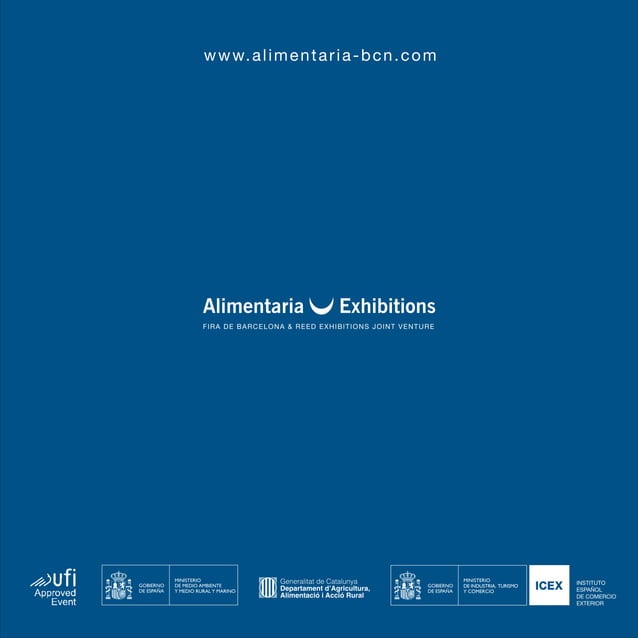 www.alimentaria-bcn.com
Alimentaria Exhibitions
FIRA DE BARCELONA & REED EXHIBITIONS JOINT VENTURE
ufi
Approved
Event
GOBIERNO
DE ESPAÑA
MINISTERIO
DE MEDIO AMBIENTE
Y MEDIO RURAL Y MARINO
Generalitat de Catalunya
Departament d'Agricultura,
Alimentació i Acció Rural
GOBIERNO
DE ESPAÑA
MINISTERIO
DE INDUSTRIA, TURISMO
Y COMERCIO
ICEX
INSTITUTO
ESPAÑOL
DE COMERCIO
EXTERIOR